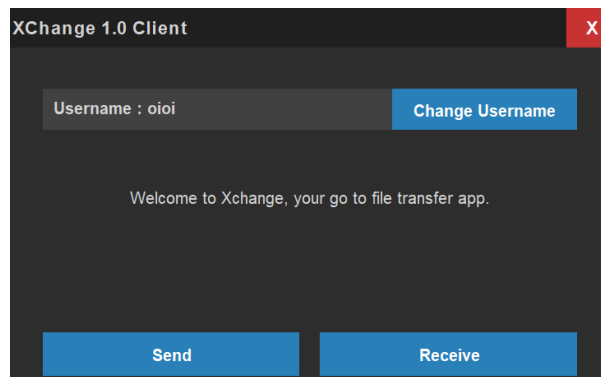 XChange 1.0 Client X
Username : oioi Change Username
Welcome to Xchange, your go to file transfer app.
Send Receive